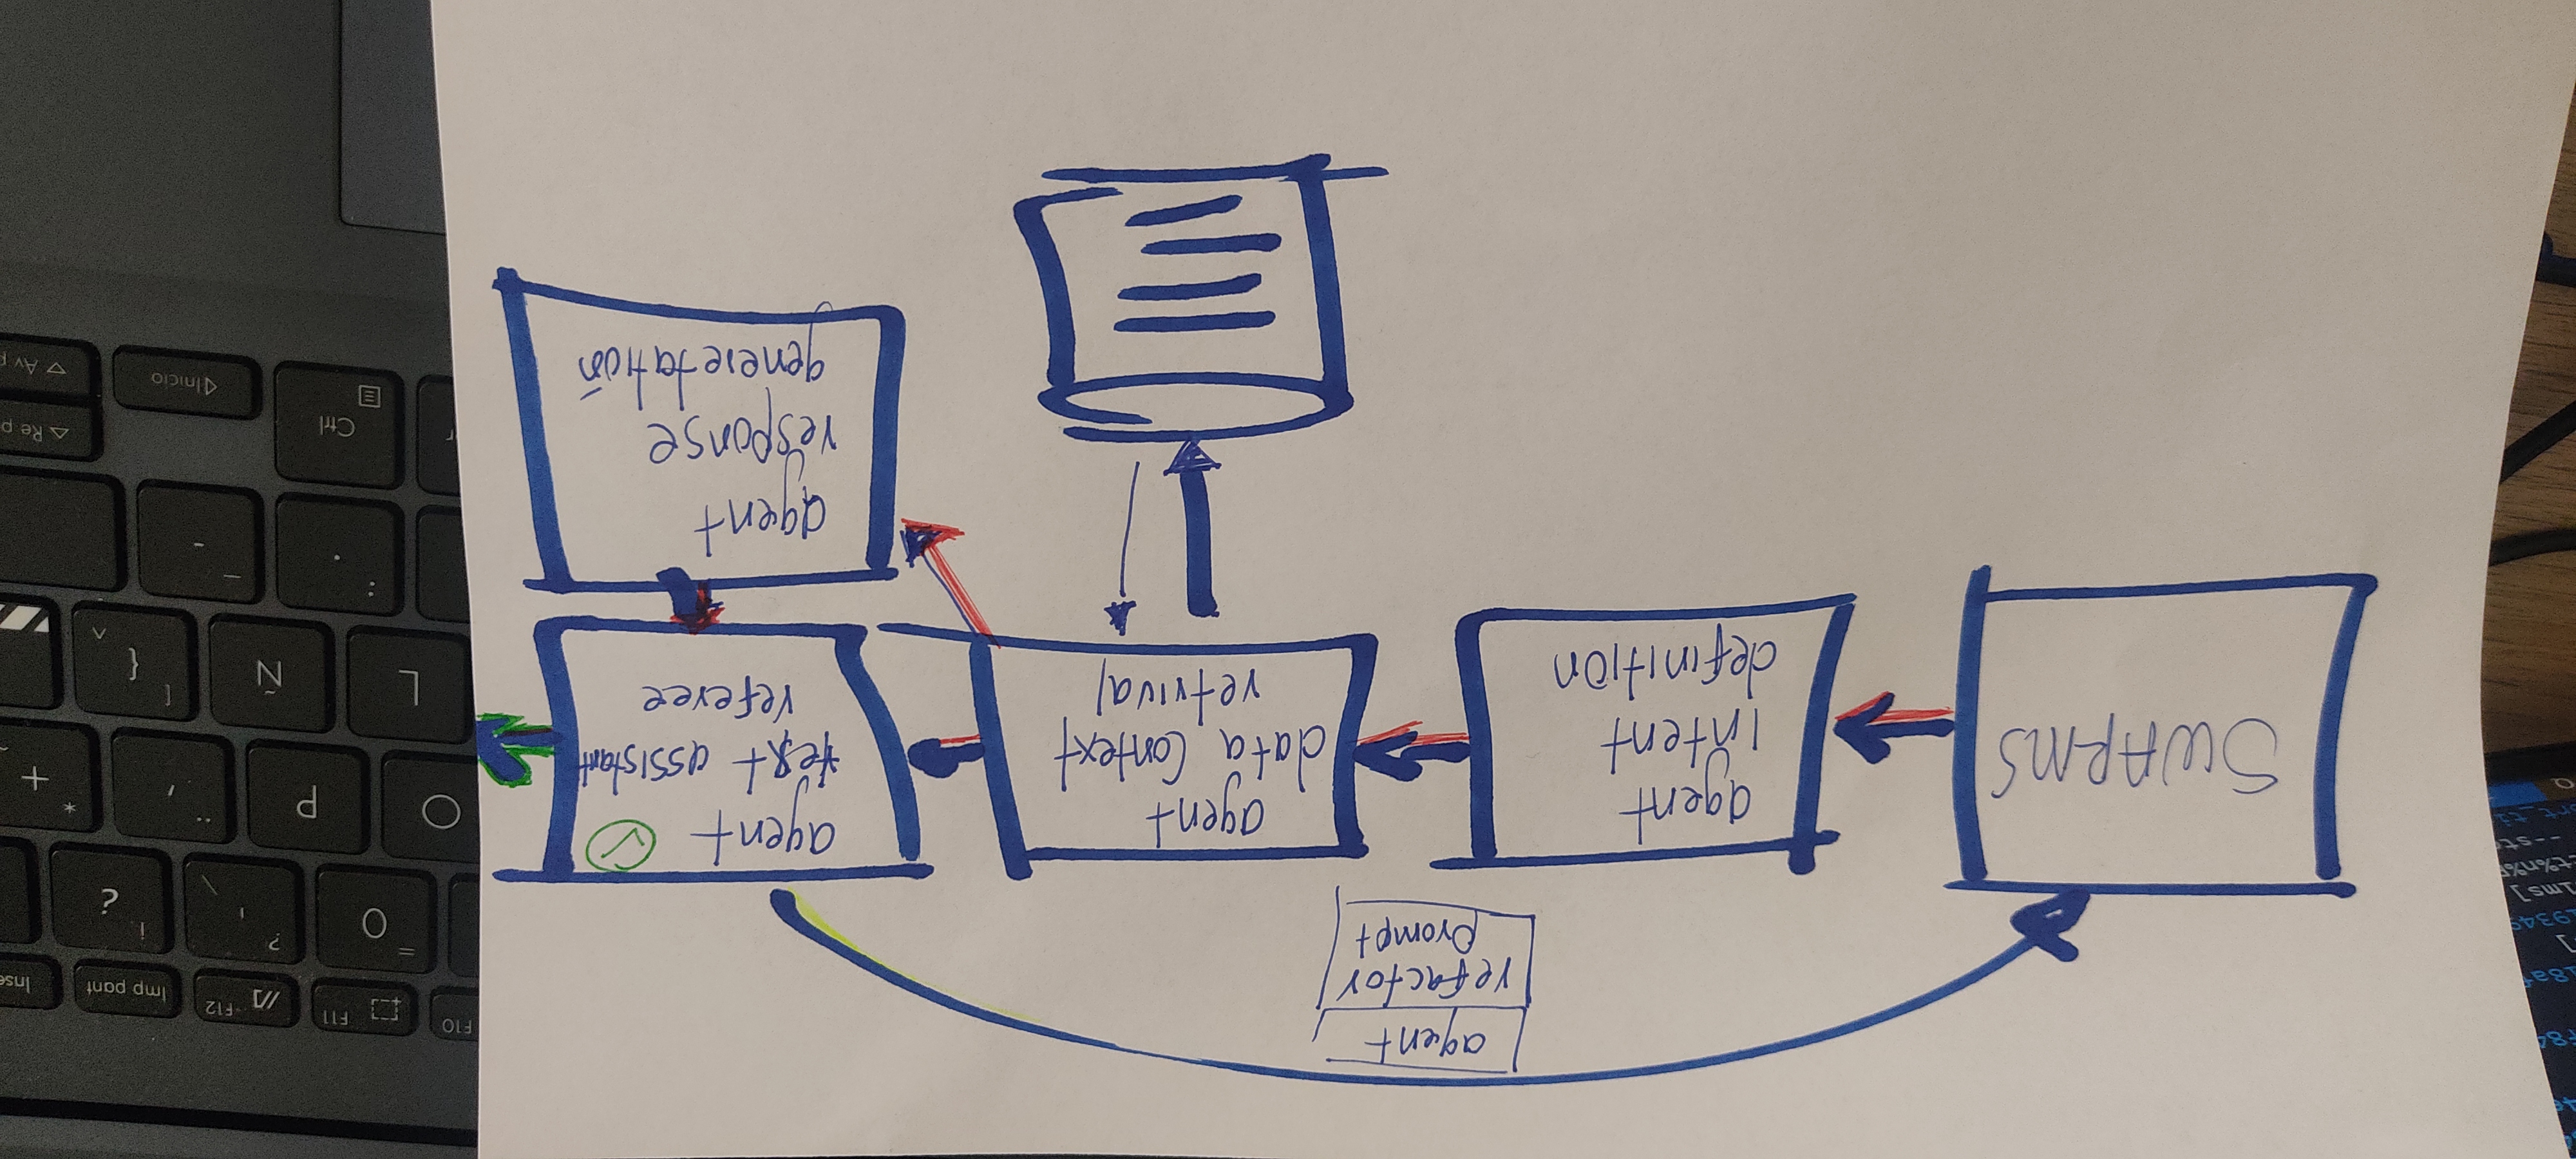 agent
refactor
prompt
SWARMS
agent
intent
definition
agent
data Context
retrival
agent
test assistant
referee
agent
response
generetation
F10
F11
F12
Imp pant
Inse
=
0
?
'
\
¡
¿
O
P
¨
*
+
L
Ñ
[
{
^
:
.
_
-
Ctrl
Inicio
Re p
Av p